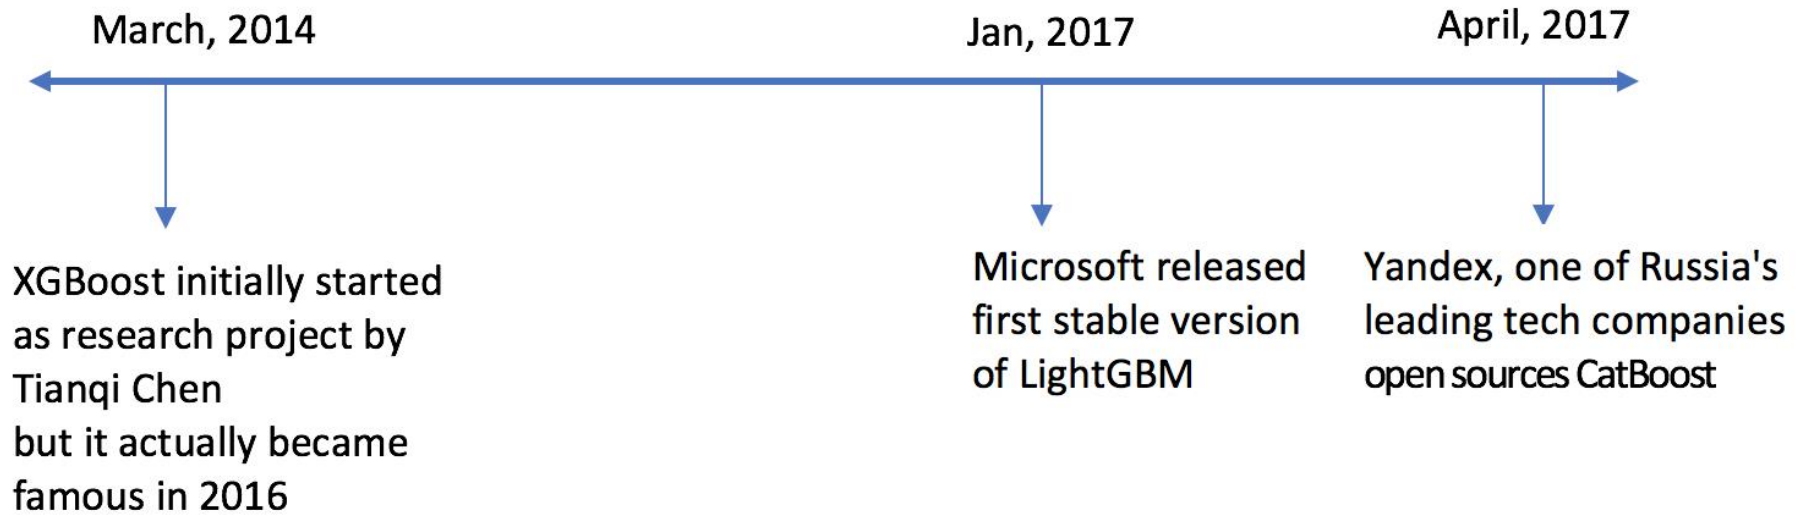 March, 2014
Jan, 2017
April, 2017
XGBoost initially started
as research project by
Tianqi Chen
but it actually became
famous in 2016
Microsoft released
first stable version
of LightGBM
Yandex, one of Russia's
leading tech companies
open sources CatBoost